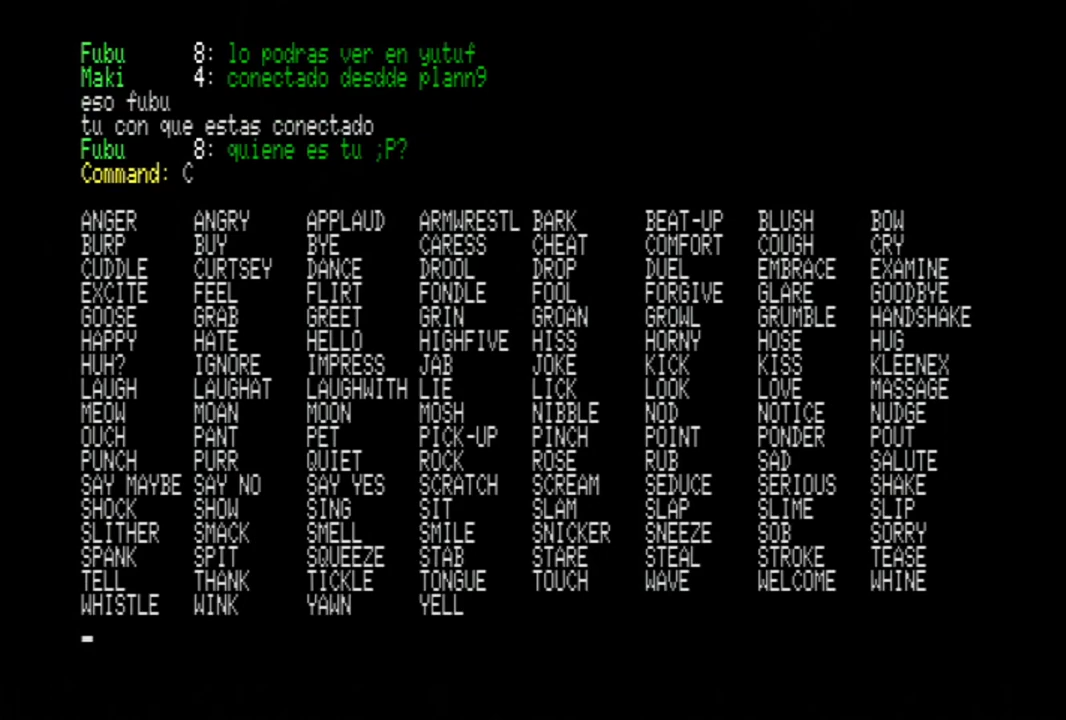 Fubu 8: lo podras ver en yutuf
Maki 4: conectado desdde plann9
eso fubu
tu con que estas conectado
Fubu 8: quiene es tu ;P?
Command: C
ANGER ANGRY APPLAUD ARMWRESTL BARK BEAT-UP BLUSH BOW
BURP BUY BYE CARESS CHEAT COMFORT COUGH CRY
CUDDLE CURTSEY DANCE DROOL DROP DUEL EMBRACE EXAMINE
EXCITE FEEL FLIRT FONDLE FOOL FORGIVE GLARE GOODBYE
GOOSE GRAB GREET GRIN GROAN GROWL GRUMBLE HANDSHAKE
HAPPY HATE HELLO HIGHFIVE HISS HORNY HOSE HUG
HUH? IGNORE IMPRESS JAB JOKE KICK KISS KLEENEX
LAUGH LAUGHAT LAUGHWITH LIE LICK LOOK LOVE MASSAGE
MEOW MOAN MOON MOSH NIBBLE NOD NOTICE NUDGE
OUCH PANT PET PICK-UP PINCH POINT PONDER POUT
PUNCH PURR QUIET ROCK ROSE RUB SAD SALUTE
SAY MAYBE SAY NO SAY YES SCRATCH SCREAM SEDUCE SERIOUS SHAKE
SHOCK SHOW SING SIT SLAM SLAP SLIME SLIP
SLITHER SMACK SMELL SMILE SNICKER SNEEZE SOB SORRY
SPANK SPIT SQUEEZE STAB STARE STEAL STROKE TEASE
TELL THANK TICKLE TONGUE TOUCH WAVE WELCOME WHINE
WHISTLE WINK YAWN YELL